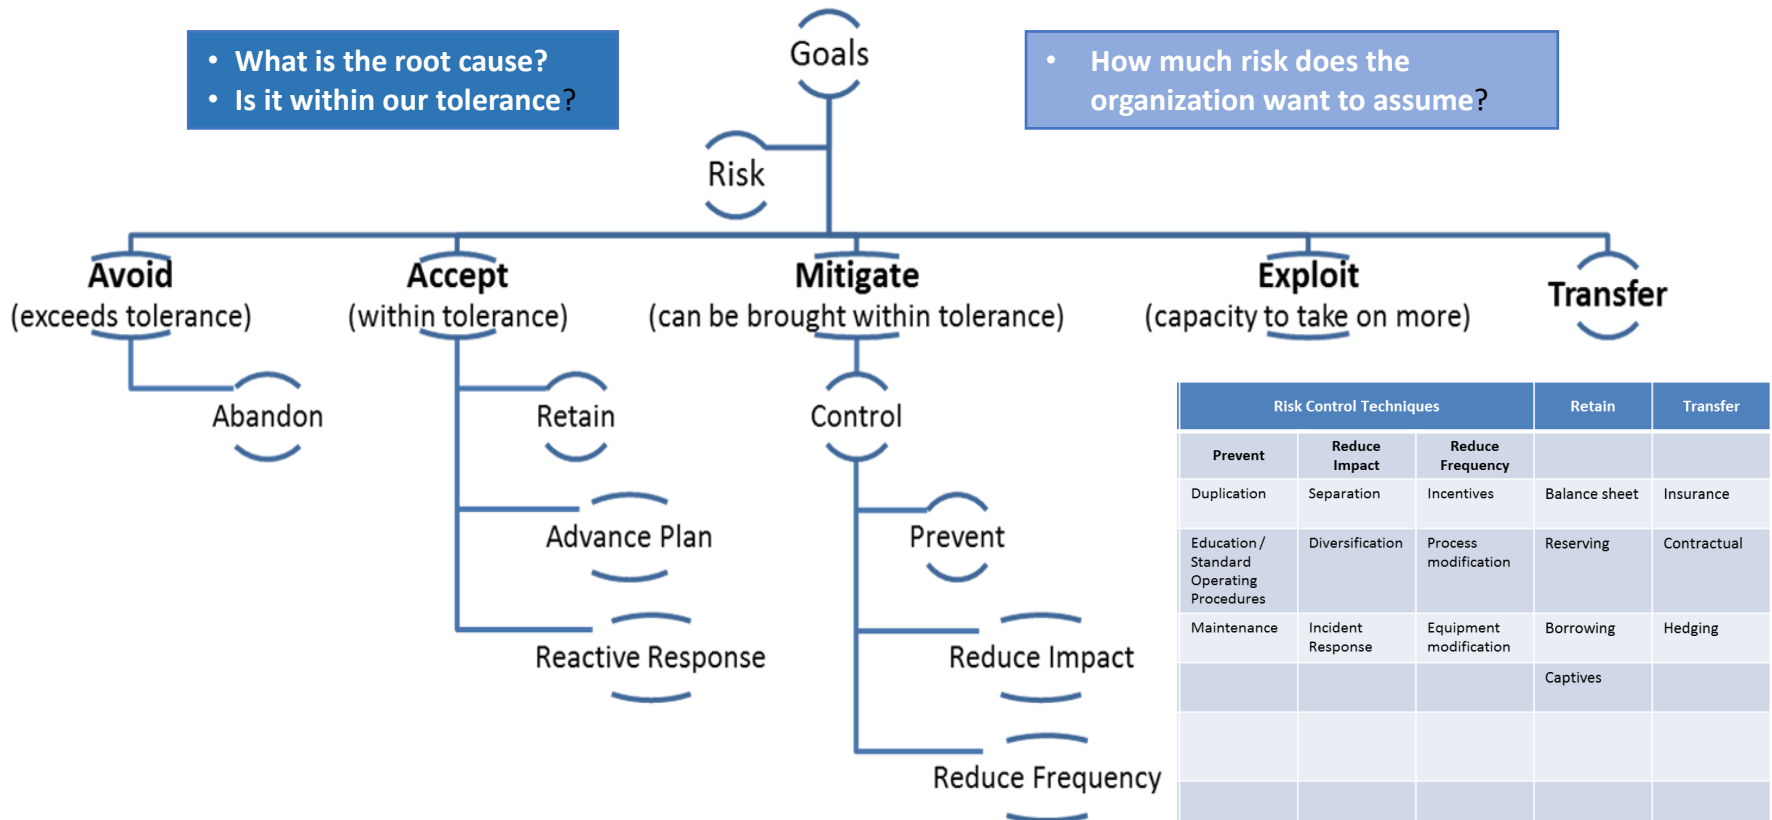 • What is the root cause?
• Is it within our tolerance?
Goals
• How much risk does the
organization want to assume?
Risk
Avoid
(exceeds tolerance)
Accept
(within tolerance)
Mitigate
(can be brought within tolerance)
Exploit
(capacity to take on more)
Transfer
Abandon
Retain
Advance Plan
Reactive Response
Control
Prevent
Reduce Impact
Reduce Frequency
Risk Control Techniques
Retain
Transfer
Prevent
Reduce
Impact
Reduce
Frequency
Duplication
Separation
Incentives
Balance sheet
Insurance
Education /
Standard
Operating
Procedures
Diversification
Process
modification
Reserving
Contractual
Maintenance
Incident
Response
Equipment
modification
Borrowing
Hedging
Captives